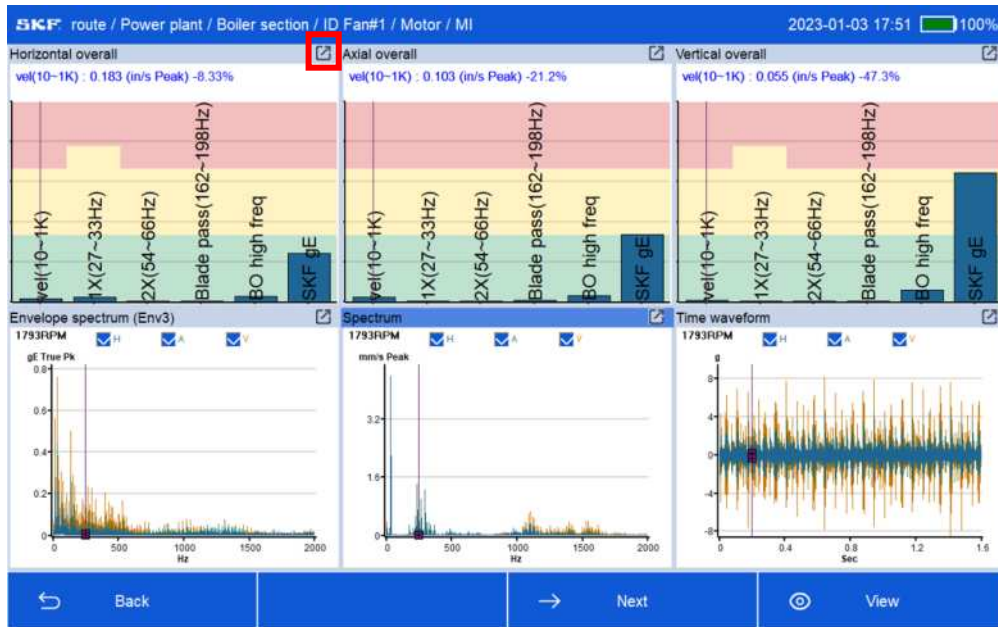 SKF. route / Power plant / Boiler section / ID Fan#1 / Motor / MI 2023-01-03 17:51 100%
Horizontal overall
vel(10~1K) : 0.183 (in/s Peak) -8.33%
vel(10~1K)
1X(27~33Hz)
2X(54~66Hz)
Blade pass(162~198Hz)
BO high freq
SKF gE
Axial overall
vel(10~1K) : 0.103 (in/s Peak) -21.2%
vel(10~1K)
1X(27~33Hz)
2X(54~66Hz)
Blade pass(162~198Hz)
BO high freq
SKF gE
Vertical overall
vel(10~1K) : 0.055 (in/s Peak) -47.3%
vel(10~1K)
1X(27~33Hz)
2X(54~66Hz)
Blade pass(162~198Hz)
BO high freq
SKF gE
Envelope spectrum (Env3)
1793RPM H A V
gE True Pk
0.8
0.6
0.4
0.2
0
0 500 1000 1500 2000
Hz
Spectrum
1793RPM H A V
mm/s Peak
3.2
1.6
0
0 500 1000 1500 2000
Hz
Time waveform
1793RPM H A V
g
8
4
0
-4
-8
0 0.4 0.8 1.2 1.6
Sec
Back Next View